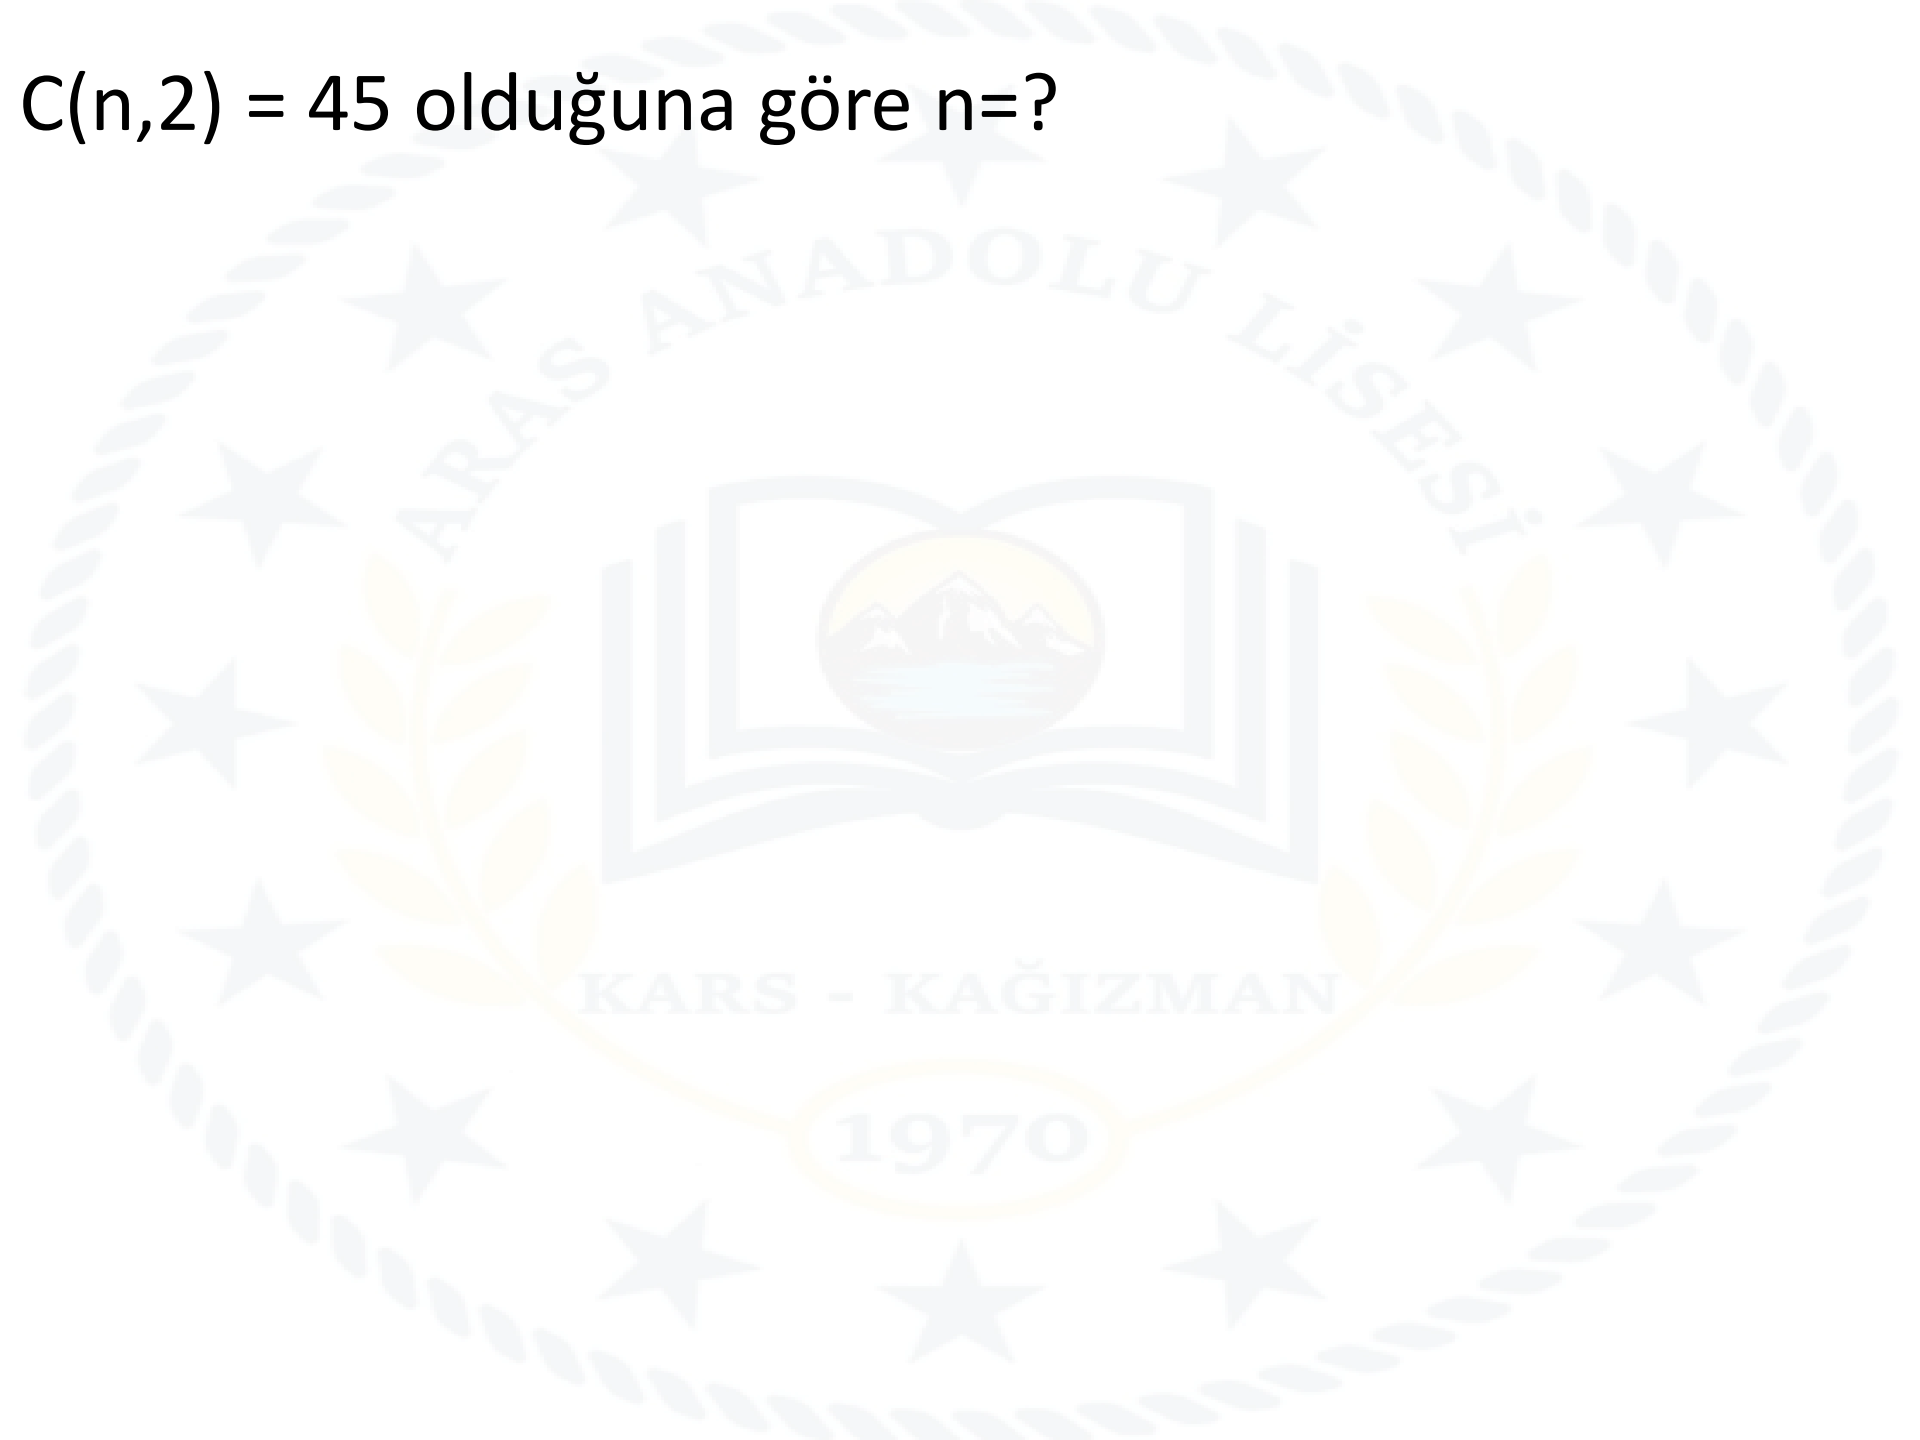 C(n,2) = 45 olduğuna göre n=?
ARAS ANADOLU LİSESİ
KARS - KAĞIZMAN
1970